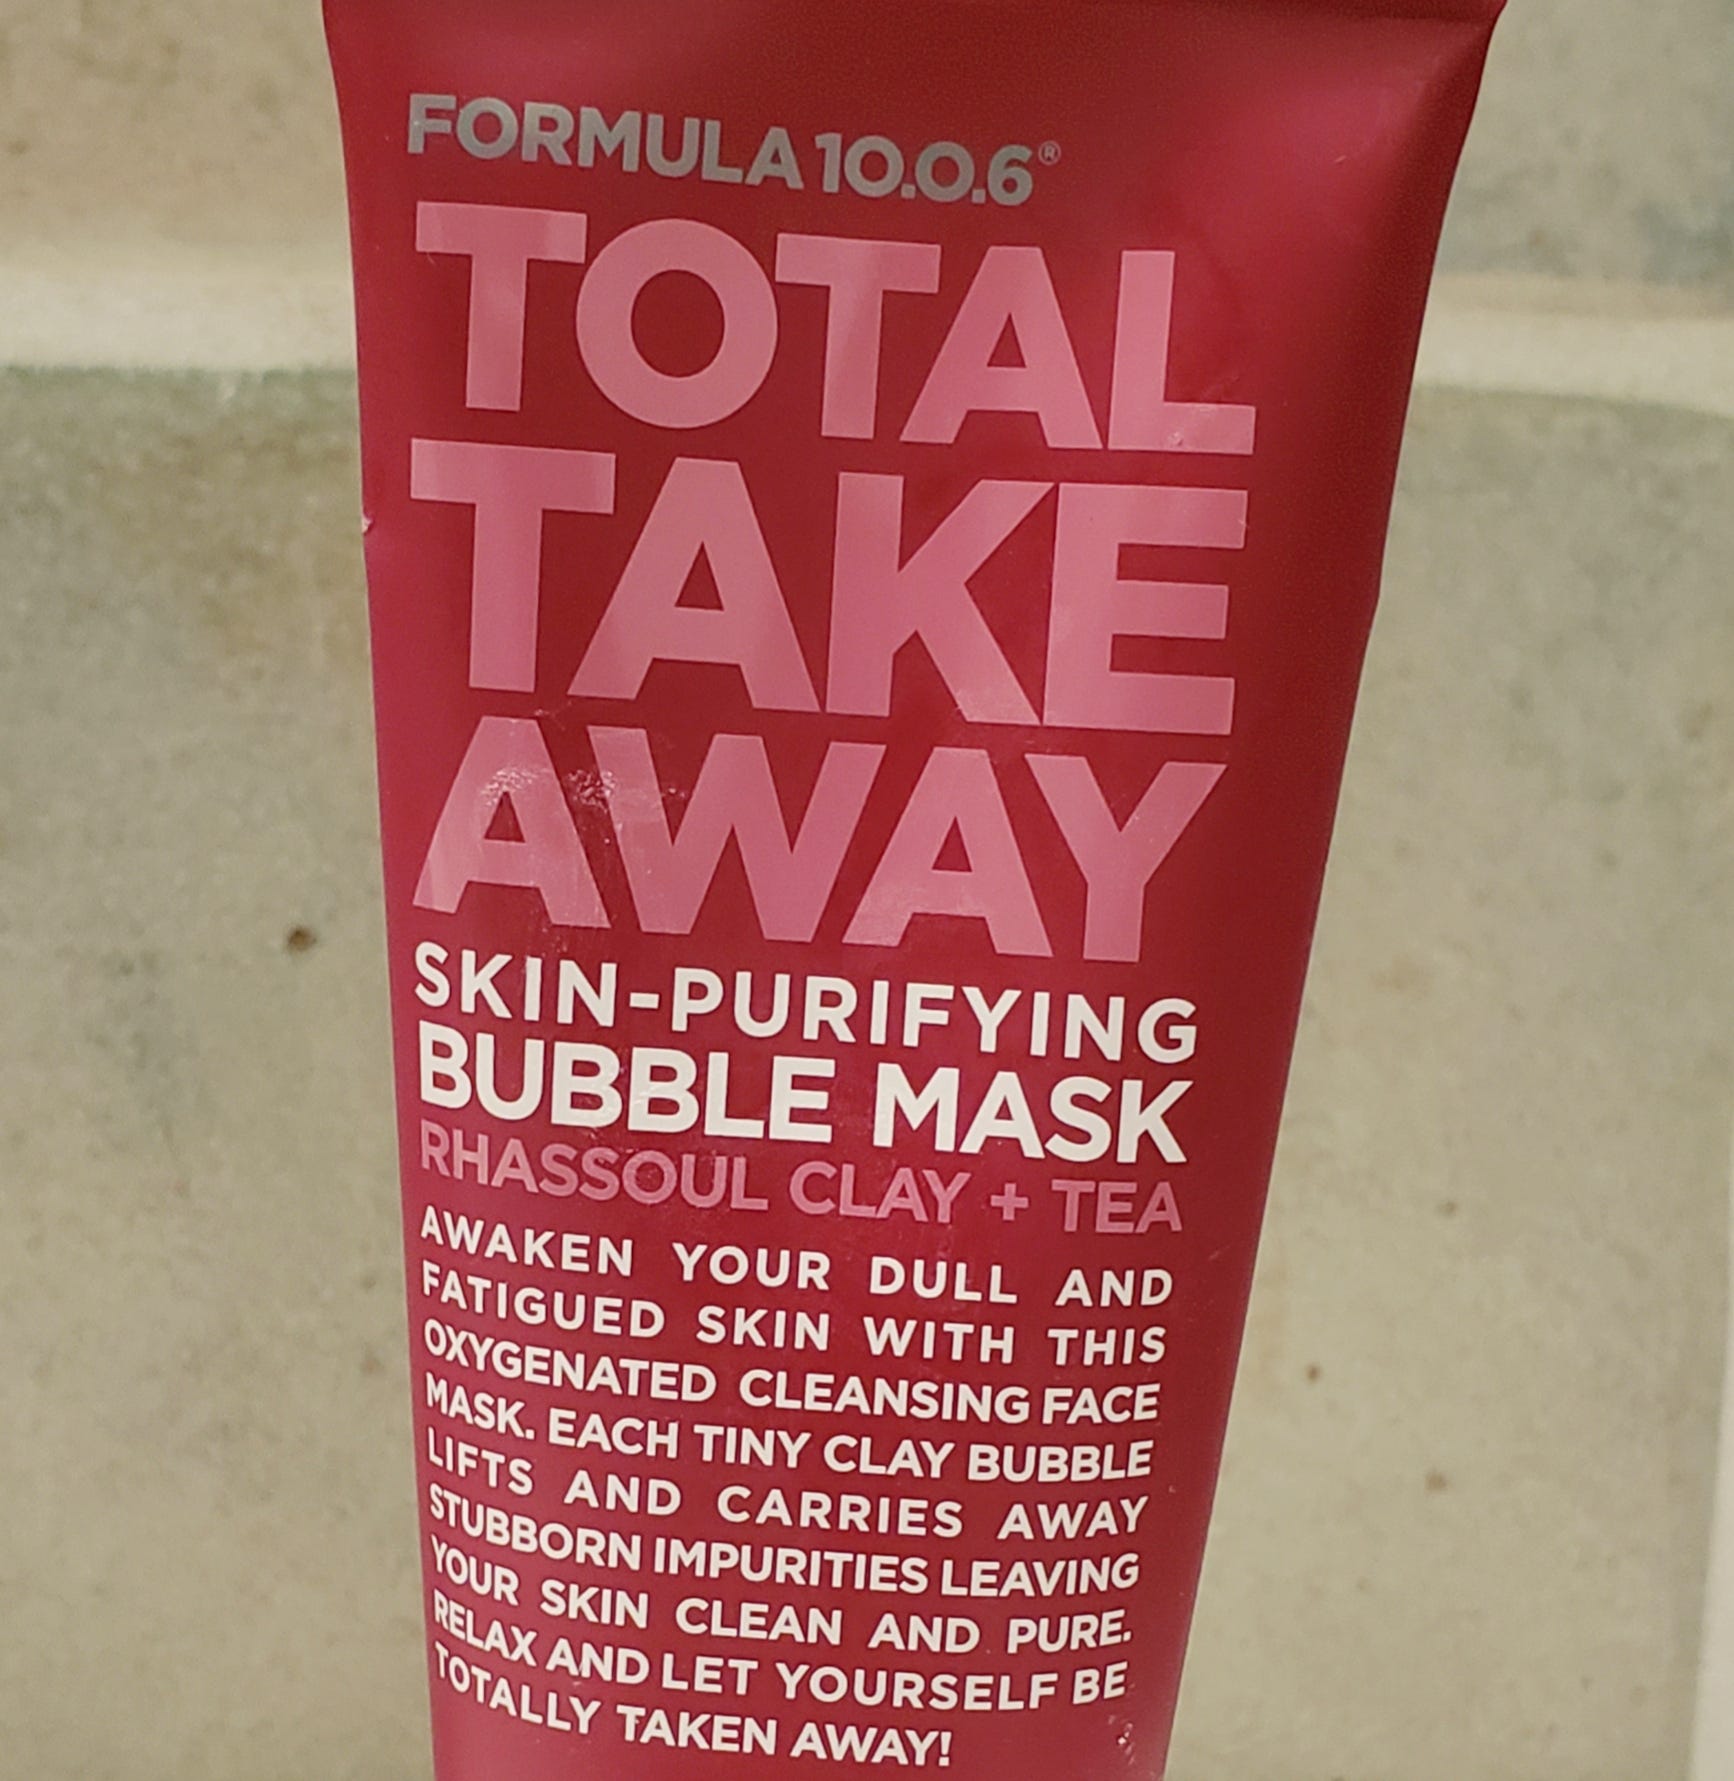 FORMULA 10.0.6®
TOTAL
TAKE
AWAY
SKIN-PURIFYING
BUBBLE MASK
RHASSOUL CLAY + TEA
AWAKEN YOUR DULL AND
FATIGUED SKIN WITH THIS
OXYGENATED CLEANSING FACE
MASK. EACH TINY CLAY BUBBLE
LIFTS AND CARRIES AWAY
STUBBORN IMPURITIES LEAVING
YOUR SKIN CLEAN AND PURE.
RELAX AND LET YOURSELF BE
TOTALLY TAKEN AWAY!